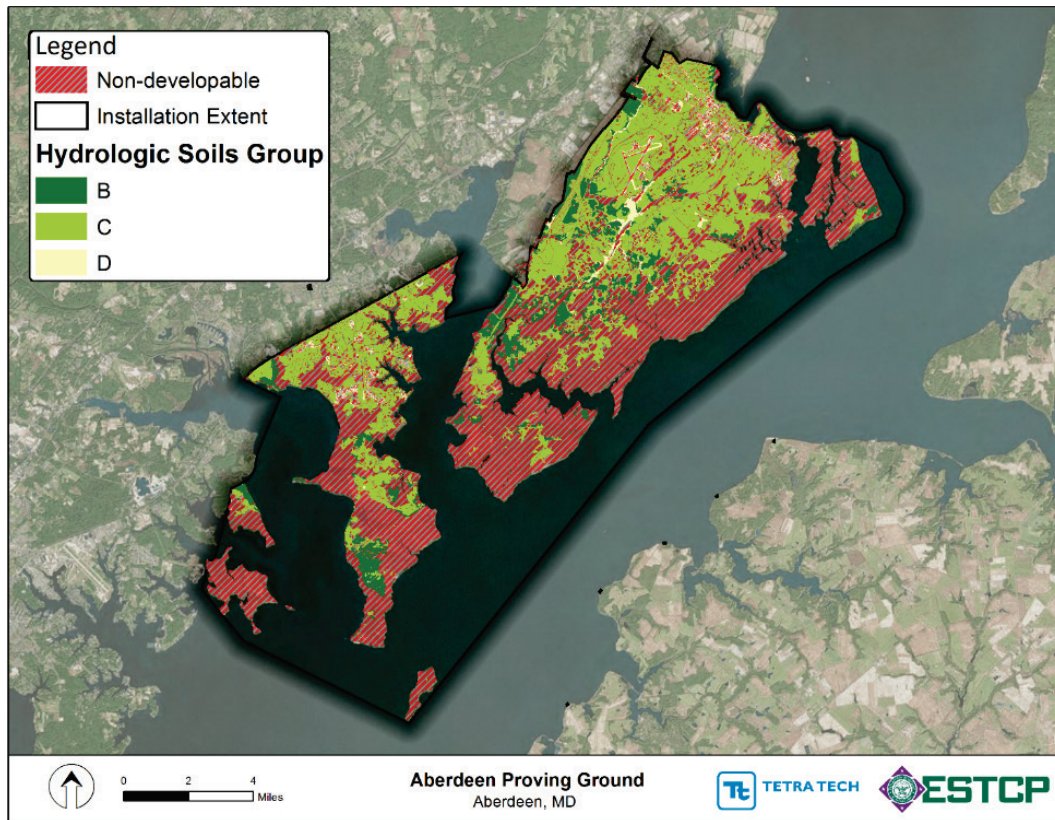 Legend
Non-developable
Installation Extent
Hydrologic Soils Group
B
C
D
0 2 4
Miles
Aberdeen Proving Ground
Aberdeen, MD
Tt TETRA TECH
ESTCP